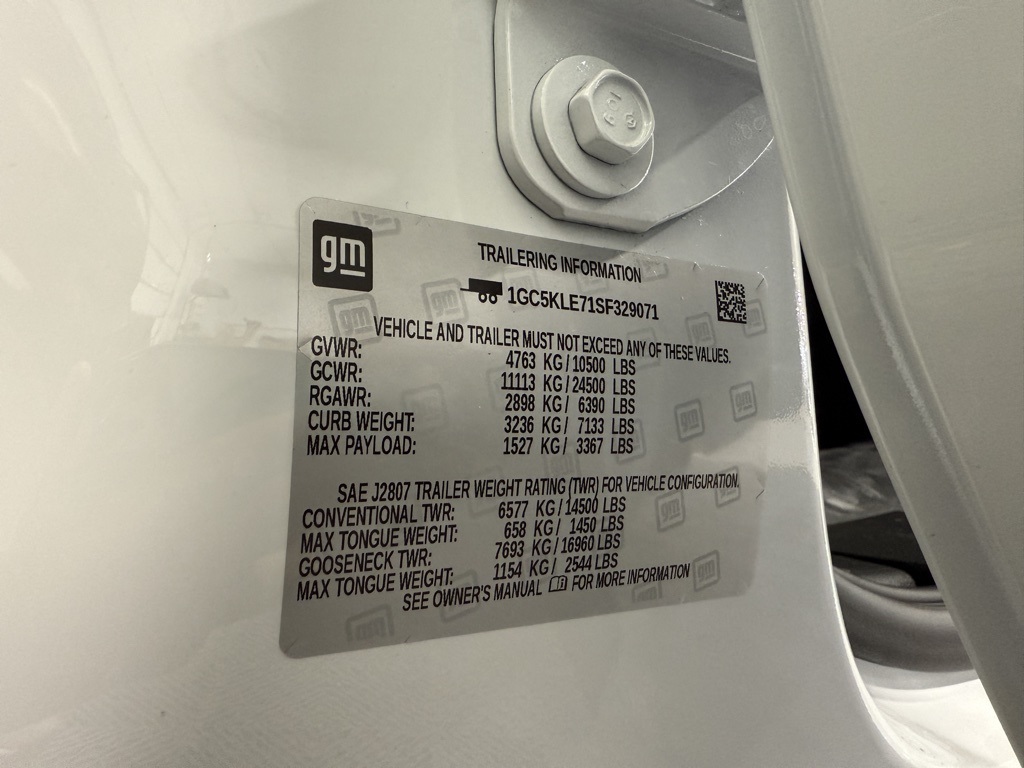 gm
TRAILERING INFORMATION
1GC5KLE71SF329071
VEHICLE AND TRAILER MUST NOT EXCEED ANY OF THESE VALUES.
GVWR: 4763 KG / 10500 LBS
GCWR: 11113 KG / 24500 LBS
RGAWR: 2898 KG / 6390 LBS
CURB WEIGHT: 3236 KG / 7133 LBS
MAX PAYLOAD: 1527 KG / 3367 LBS
SAE J2807 TRAILER WEIGHT RATING (TWR) FOR VEHICLE CONFIGURATION.
CONVENTIONAL TWR: 6577 KG / 14500 LBS
MAX TONGUE WEIGHT: 658 KG / 1450 LBS
GOOSENECK TWR: 7693 KG / 16960 LBS
MAX TONGUE WEIGHT: 1154 KG / 2544 LBS
SEE OWNER'S MANUAL FOR MORE INFORMATION